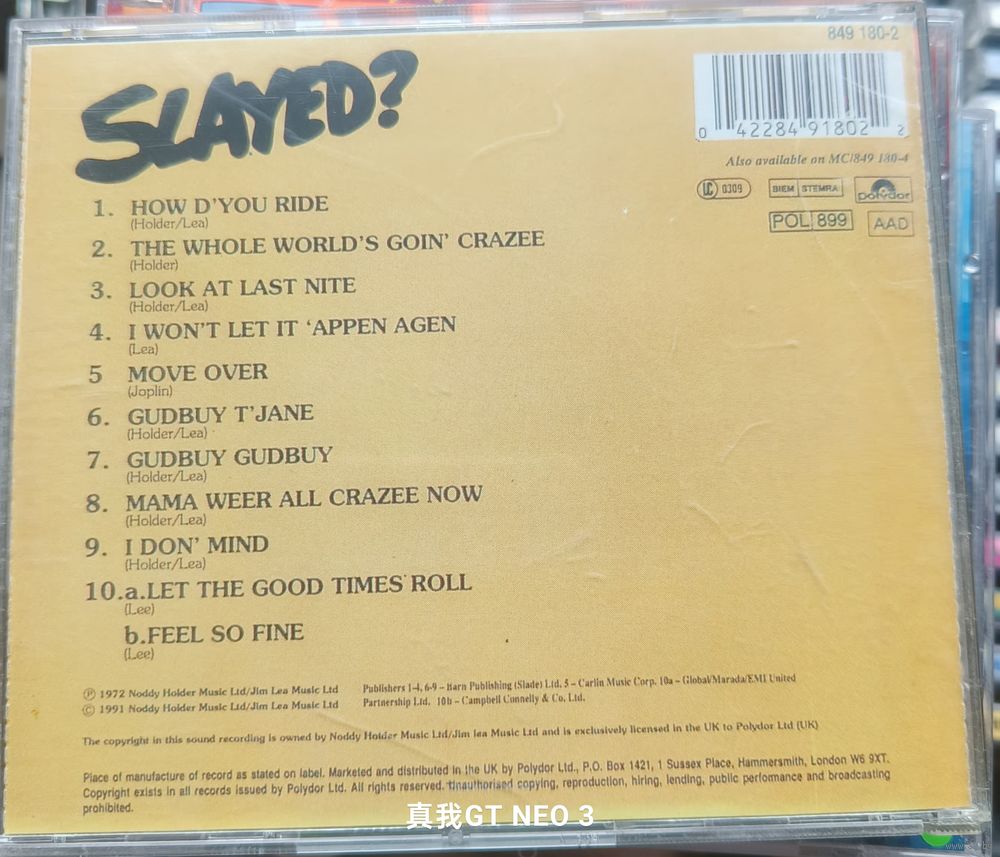 849 180-2
SLAYED?
0 42284 91802 2
Also available on MC/849 180-4
LC 0309
BIEM STEMRA
polydor
POL 899
AAD
1. HOW D'YOU RIDE
(Holder/Lea)
2. THE WHOLE WORLD'S GOIN' CRAZEE
(Holder)
3. LOOK AT LAST NITE
(Holder/Lea)
4. I WON'T LET IT 'APPEN AGEN
(Lea)
5 MOVE OVER
(Joplin)
6. GUDBUY T'JANE
(Holder/Lea)
7. GUDBUY GUDBUY
(Holder/Lea)
8. MAMA WEER ALL CRAZEE NOW
(Holder/Lea)
9. I DON' MIND
(Holder/Lea)
10.a.LET THE GOOD TIMES ROLL
(Lee)
b.FEEL SO FINE
(Lee)
Ⓟ 1972 Noddy Holder Music Ltd/Jim Lea Music Ltd
© 1991 Noddy Holder Music Ltd/Jim Lea Music Ltd
Publishers 1-4, 6-9 – Barn Publishing (Slade) Ltd. 5 – Carlin Music Corp. 10a – Global/Marada/EMI United
Partnership Ltd. 10b – Campbell Connelly & Co. Ltd.
The copyright in this sound recording is owned by Noddy Holder Music Ltd/Jim lea Music Ltd and is exclusively licensed in the UK to Polydor Ltd (UK)
Place of manufacture of record as stated on label. Marketed and distributed in the UK by Polydor Ltd., P.O. Box 1421, 1 Sussex Place, Hammersmith, London W6 9XT.
Copyright exists in all records issued by Polydor Ltd. All rights reserved. Unauthorised copying, reproduction, hiring, lending, public performance and broadcasting
prohibited.
真我GT NEO 3